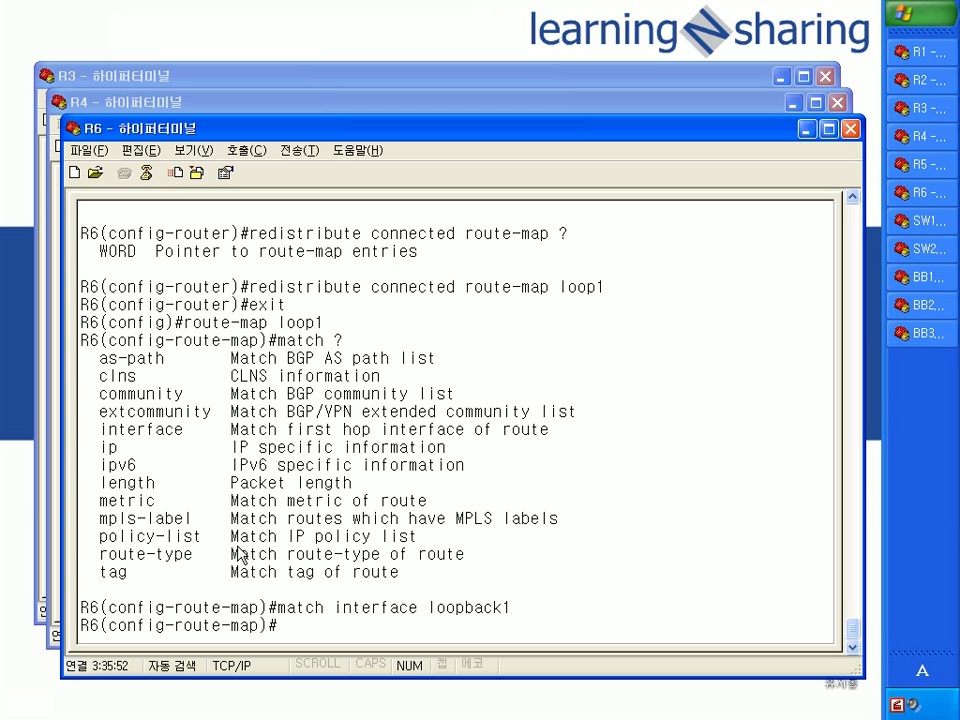 learning sharing
R3 - 하이퍼터미널
R4 - 하이퍼터미널
R6 - 하이퍼터미널
파일(F) 편집(E) 보기(V) 호출(C) 전송(T) 도움말(H)
R6(config-router)#redistribute connected route-map ?
WORD Pointer to route-map entries
R6(config-router)#redistribute connected route-map loop1
R6(config-router)#exit
R6(config)#route-map loop1
R6(config-route-map)#match ?
as-path Match BGP AS path list
clns CLNS information
community Match BGP community list
extcommunity Match BGP/VPN extended community list
interface Match first hop interface of route
ip IP specific information
ipv6 IPv6 specific information
length Packet length
metric Match metric of route
mpls-label Match routes which have MPLS labels
policy-list Match IP policy list
route-type Match route-type of route
tag Match tag of route
R6(config-route-map)#match interface loopback1
R6(config-route-map)#
연결 3:35:52 자동 검색 TCP/IP SCROLL CAPS NUM 캡 에코
R1 -...
R2 -...
R3 -...
R4 -...
R5 -...
R6 -...
SW1...
SW2...
BB1...
BB2...
BB3...
A